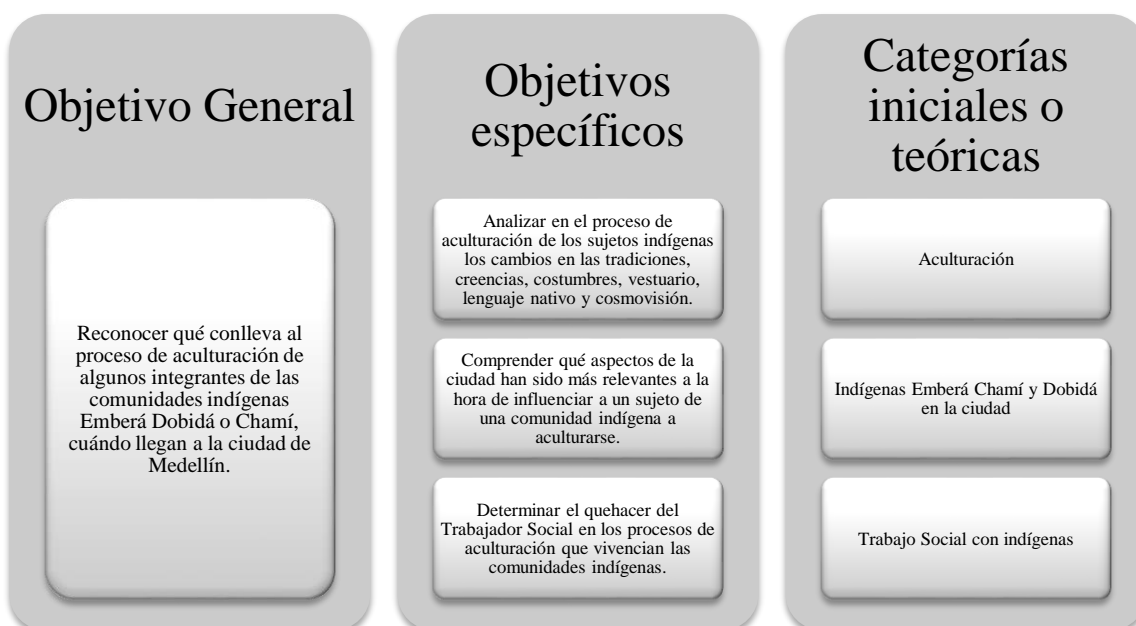 Objetivo General
Reconocer qué conlleva al
proceso de aculturación de
algunos integrantes de las
comunidades indígenas
Emberá Dobidá o Chamí,
cuándo llegan a la ciudad de
Medellín.
Objetivos
específicos
Analizar en el proceso de
aculturación de los sujetos indígenas
los cambios en las tradiciones,
creencias, costumbres, vestuario,
lenguaje nativo y cosmovisión.
Comprender qué aspectos de la
ciudad han sido más relevantes a la
hora de influenciar a un sujeto de
una comunidad indígena a
aculturarse.
Determinar el quehacer del
Trabajador Social en los procesos de
aculturación que vivencian las
comunidades indígenas.
Categorías
iniciales o
teóricas
Aculturación
Indígenas Emberá Chamí y Dobidá
en la ciudad
Trabajo Social con indígenas